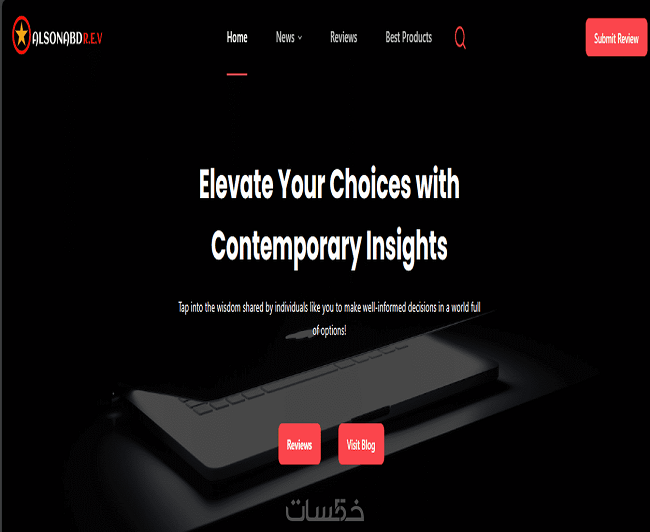 ALSONABD R.E.V
Home
News
Reviews
Best Products
Submit Review
Elevate Your Choices with
Contemporary Insights
Tap into the wisdom shared by individuals like you to make well-informed decisions in a world full
of options!
Reviews
Visit Blog
خمسات